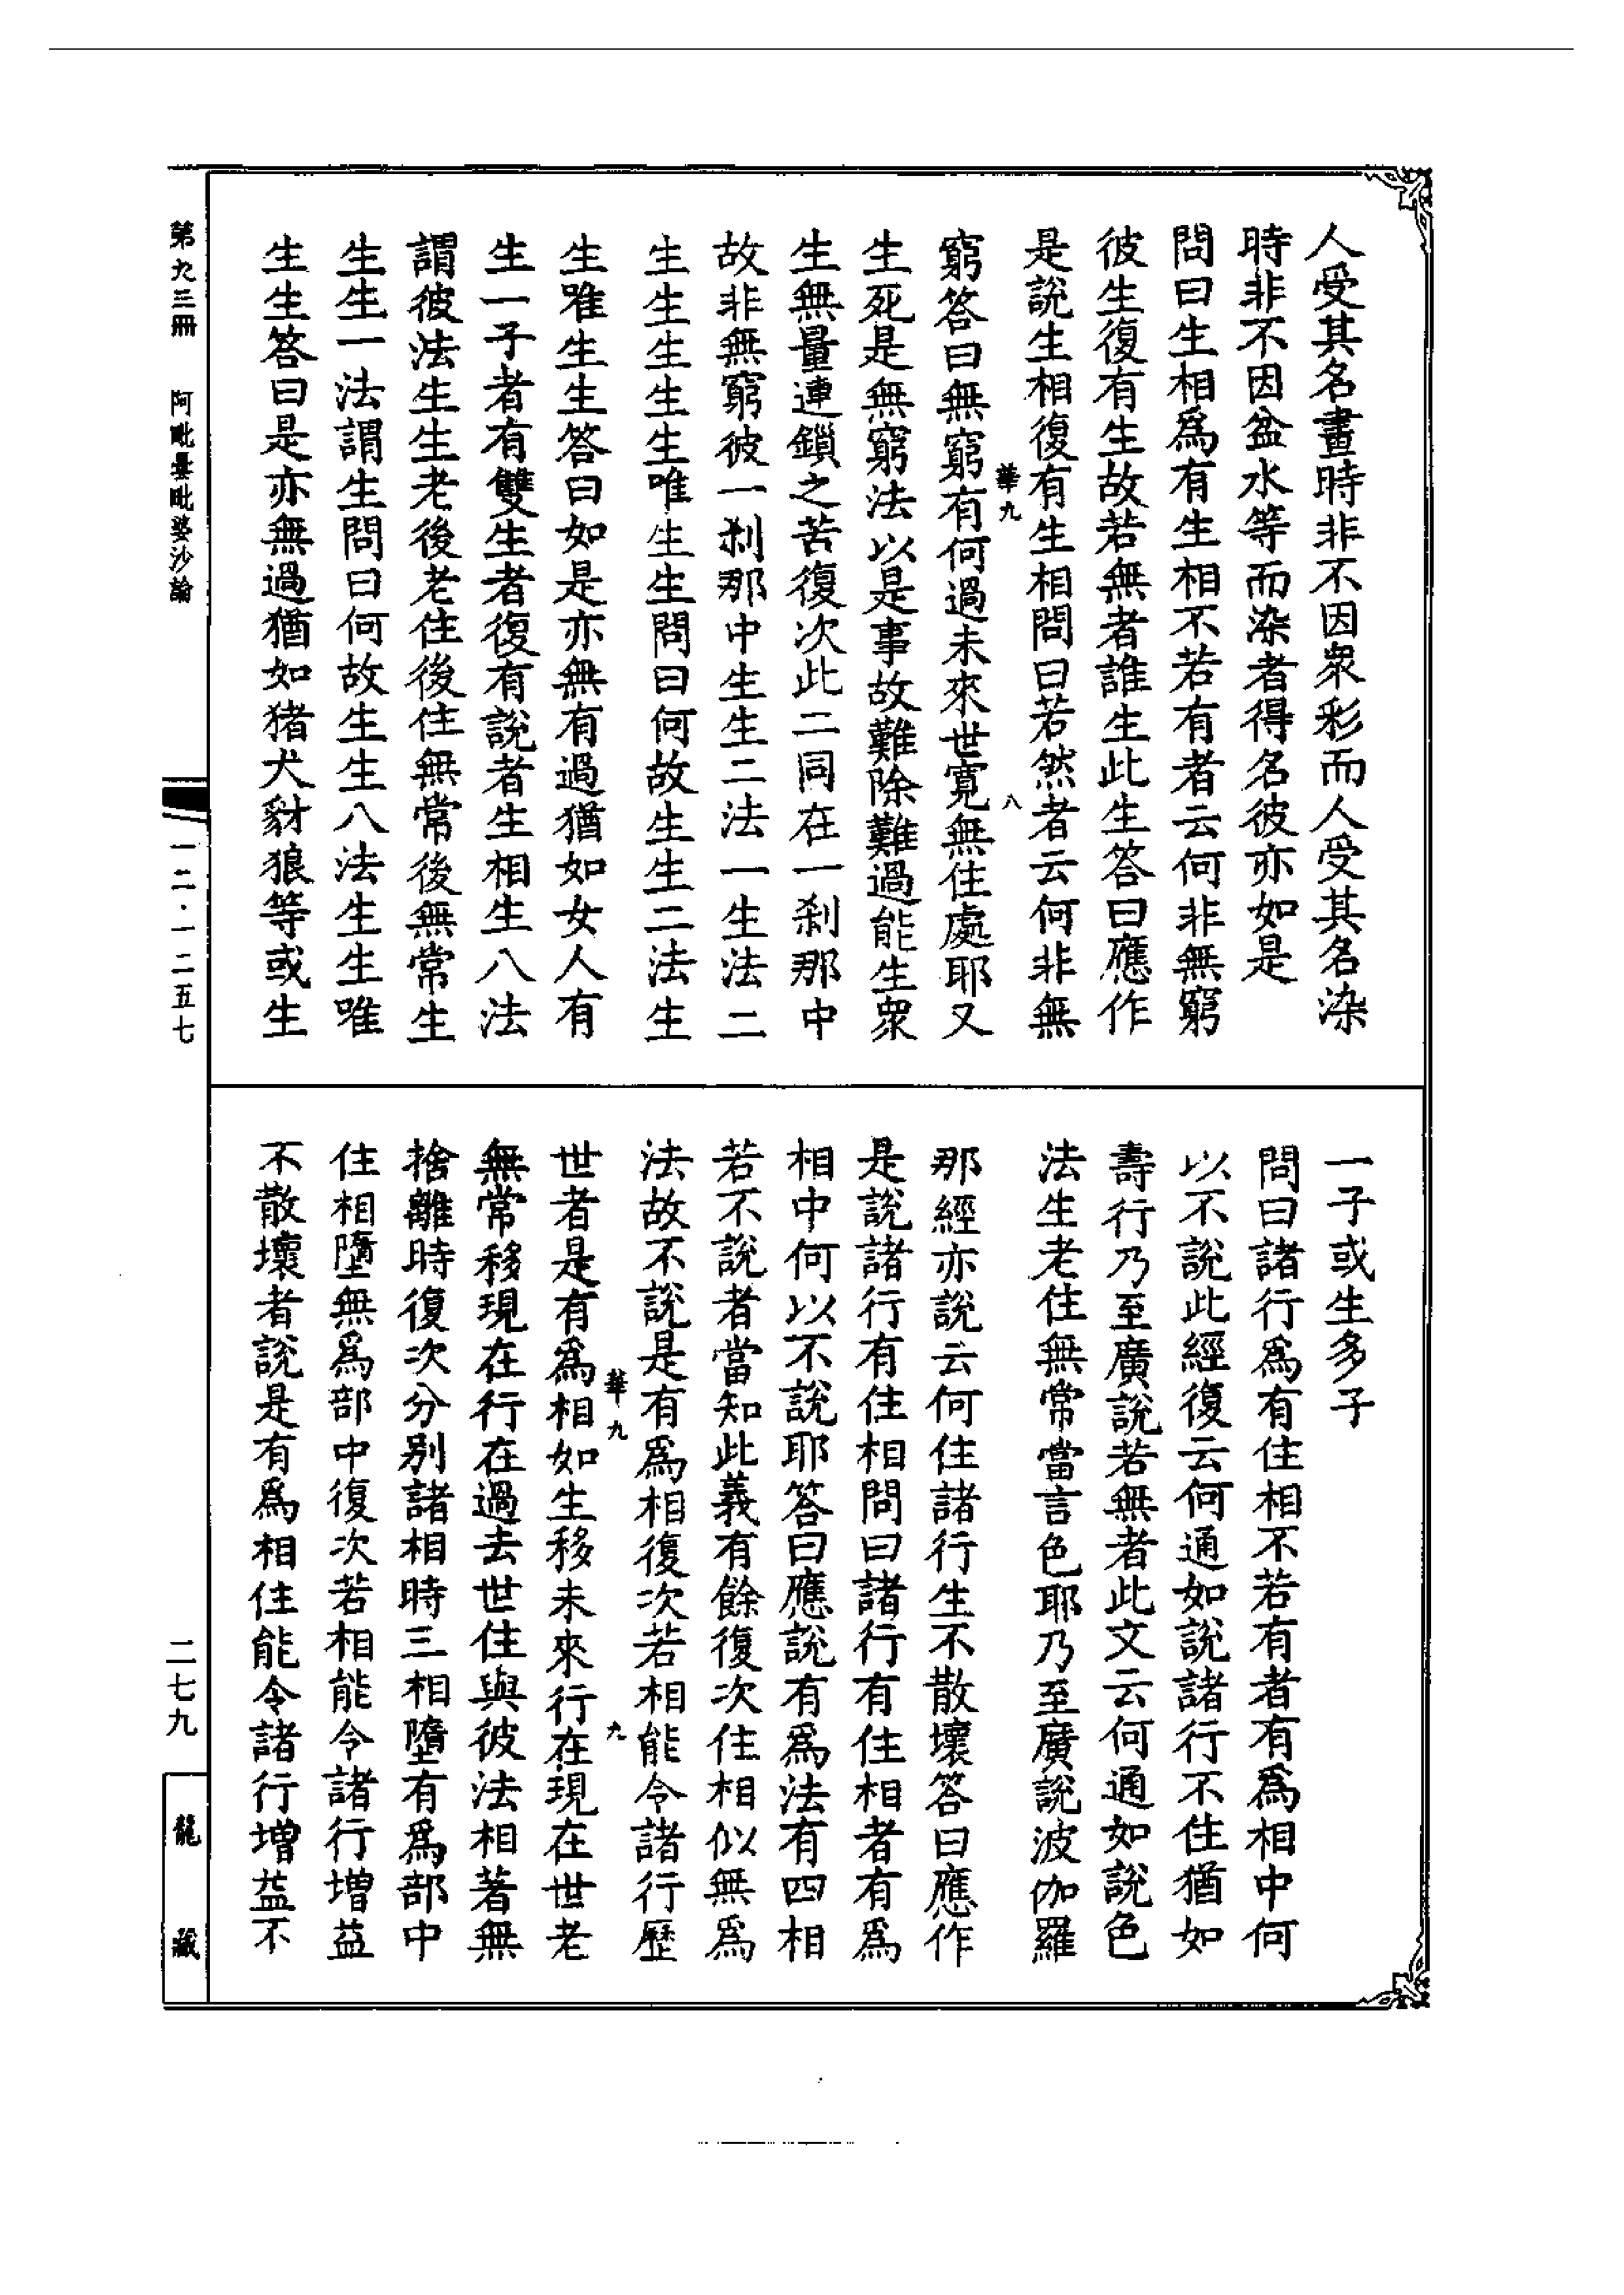 人受其名畫時非不因衆彩而人受其名染
時非不因盆水等而染者得名彼亦如是
問曰生相爲有生相不若有者云何非無窮
彼生復有生故若無者誰生此生答曰應作
是說生相復有生相問曰若然者云何非無
華九
八
窮答曰無窮有何過未來世寬無住處耶又
生死是無窮法以是事故難除難過能生衆
生無量連鎖之苦復次此二同在一刹那中
故非無窮彼一刹那中生生二法一生法二
生生生生生唯生生問曰何故生生二法生
生唯生生答曰如是亦無有過猶如女人有
生一子者有雙生者復有說者生相生八法
謂彼法生生老後老住後住無常後無常生
生生一法謂生問曰何故生生八法生生唯
生生答曰是亦無過猶如猪犬豺狼等或生
一子或生多子
問曰諸行爲有住相不若有者有爲相中何
以不說此經復云何通如說諸行不住猶如
壽行乃至廣說若無者此文云何通如說色
法生老住無常當言色耶乃至廣說波伽羅
那經亦說云何住諸行生不散壞答曰應作
是說諸行有住相問曰諸行有住相者有爲
相中何以不說耶答曰應說有爲法有四相
若不說者當知此義有餘復次住相似無爲
法故不說是有爲相復次若相能令諸行歷
華九
九
世者是有爲相如生移未來行在現在世老
無常移現在行在過去世住與彼法相著無
捨離時復次分別諸相時三相墮有爲部中
住相墮無爲部中復次若相能令諸行增益
不散壞者說是有爲相住能令諸行增益不
第九三冊 阿毗曇毗婆沙論
一二·一二五七
二七九
龍藏